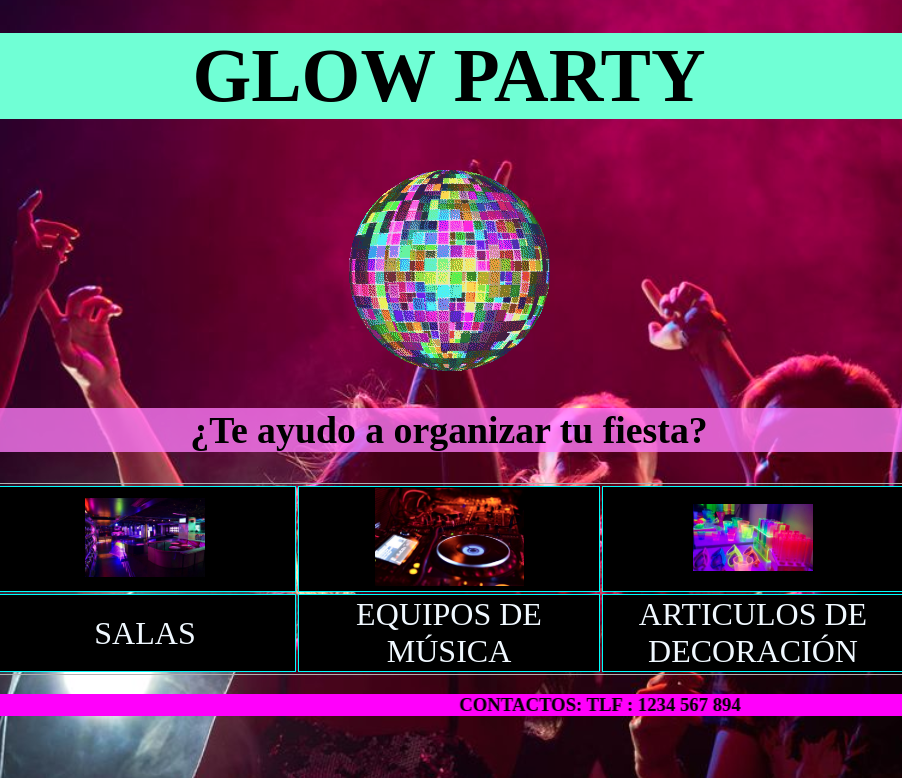 GLOW PARTY
¿Te ayudo a organizar tu fiesta?
SALAS
EQUIPOS DE
MÚSICA
ARTICULOS DE
DECORACIÓN
CONTACTOS: TLF : 1234 567 894